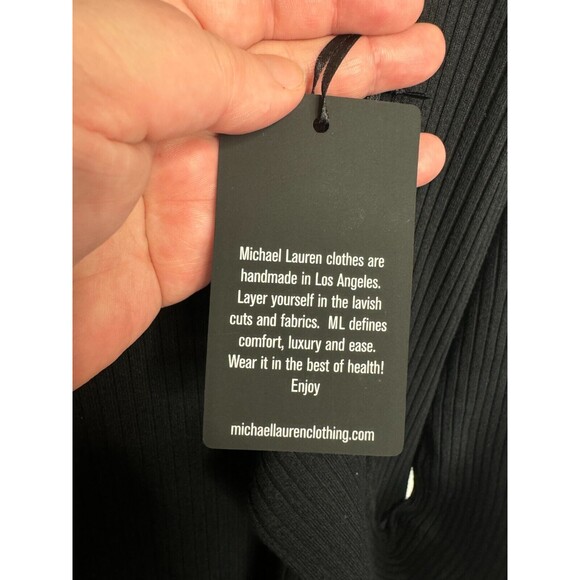 Michael Lauren clothes are
handmade in Los Angeles.
Layer yourself in the lavish
cuts and fabrics.  ML defines
comfort, luxury and ease.
Wear it in the best of health!
Enjoy
michaellaurenclothing.com